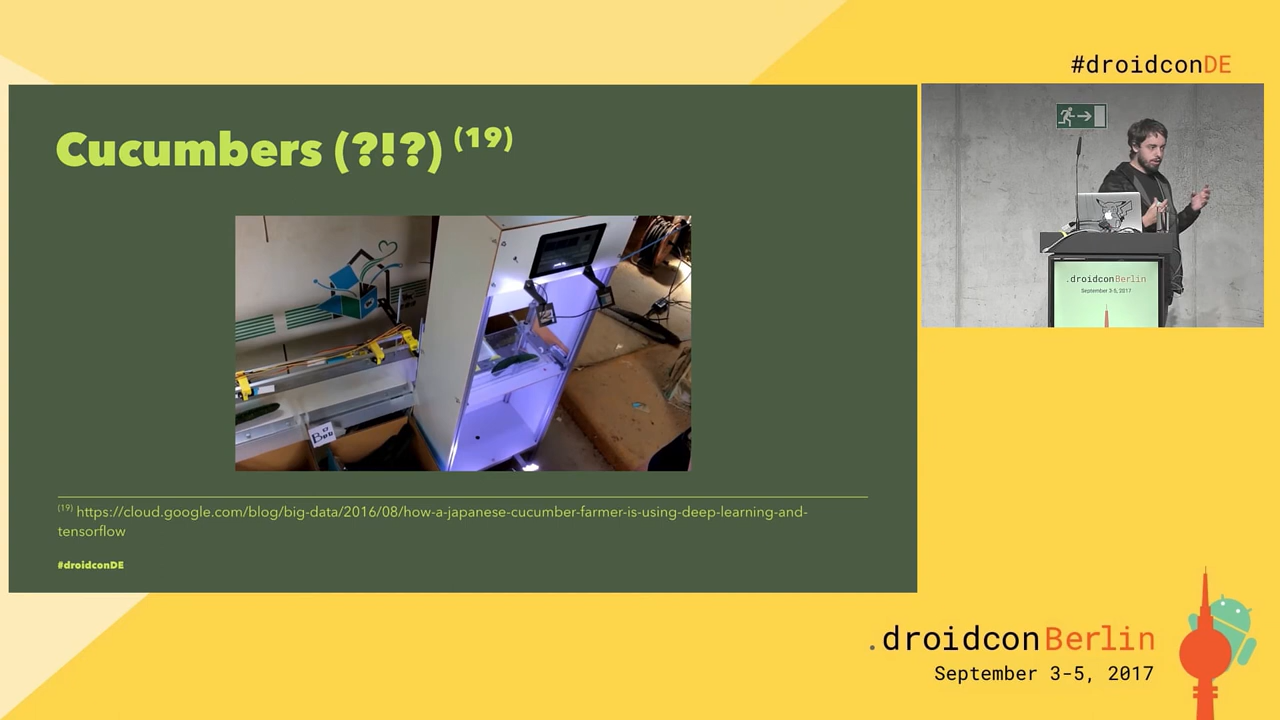 #droidconDE
Cucumbers (?!?) (19)
.droidconBerlin
September 3-5, 2017
(19) https://cloud.google.com/blog/big-data/2016/08/how-a-japanese-cucumber-farmer-is-using-deep-learning-and-
tensorflow
#droidconDE
.droidconBerlin
September 3-5, 2017